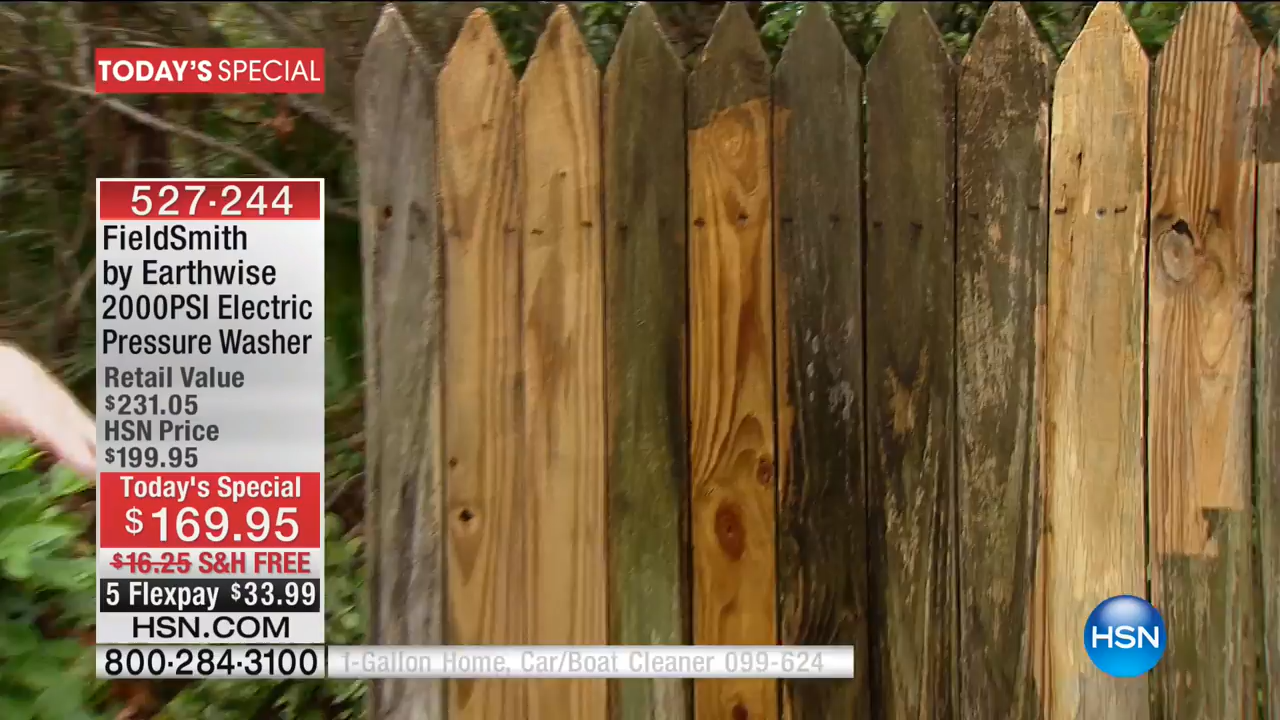 TODAY'S SPECIAL
527·244
FieldSmith
by Earthwise
2000PSI Electric
Pressure Washer
Retail Value
$231.05
HSN Price
$199.95
Today's Special
$169.95
$16.25 S&H FREE
5 Flexpay $33.99
HSN.COM
800·284·3100
1-Gallon Home, Car/Boat Cleaner 099-624
HSN